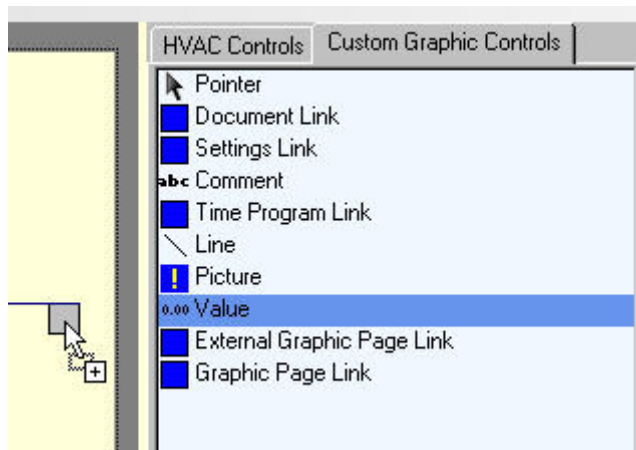 HVAC Controls Custom Graphic Controls
Pointer
Document Link
Settings Link
abc Comment
Time Program Link
Line
! Picture
0.00 Value
External Graphic Page Link
Graphic Page Link